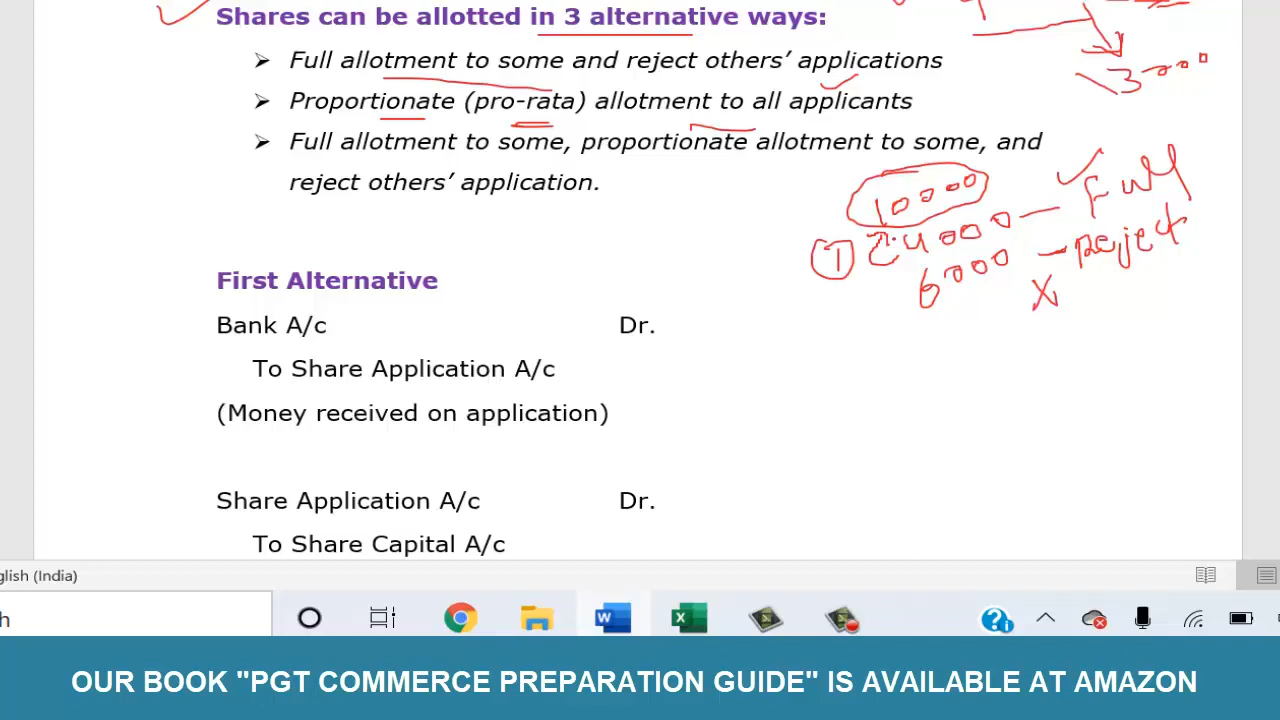 Shares can be allotted in 3 alternative ways:
3000
➢ Full allotment to some and reject others’ applications
➢ Proportionate (pro-rata) allotment to all applicants
➢ Full allotment to some, proportionate allotment to some, and
reject others’ application.
10000
① 4000 — Full
6000 — Reject
First Alternative
Bank A/c Dr.
To Share Application A/c
(Money received on application)
Share Application A/c Dr.
To Share Capital A/c
glish (India)
h
OUR BOOK "PGT COMMERCE PREPARATION GUIDE" IS AVAILABLE AT AMAZON